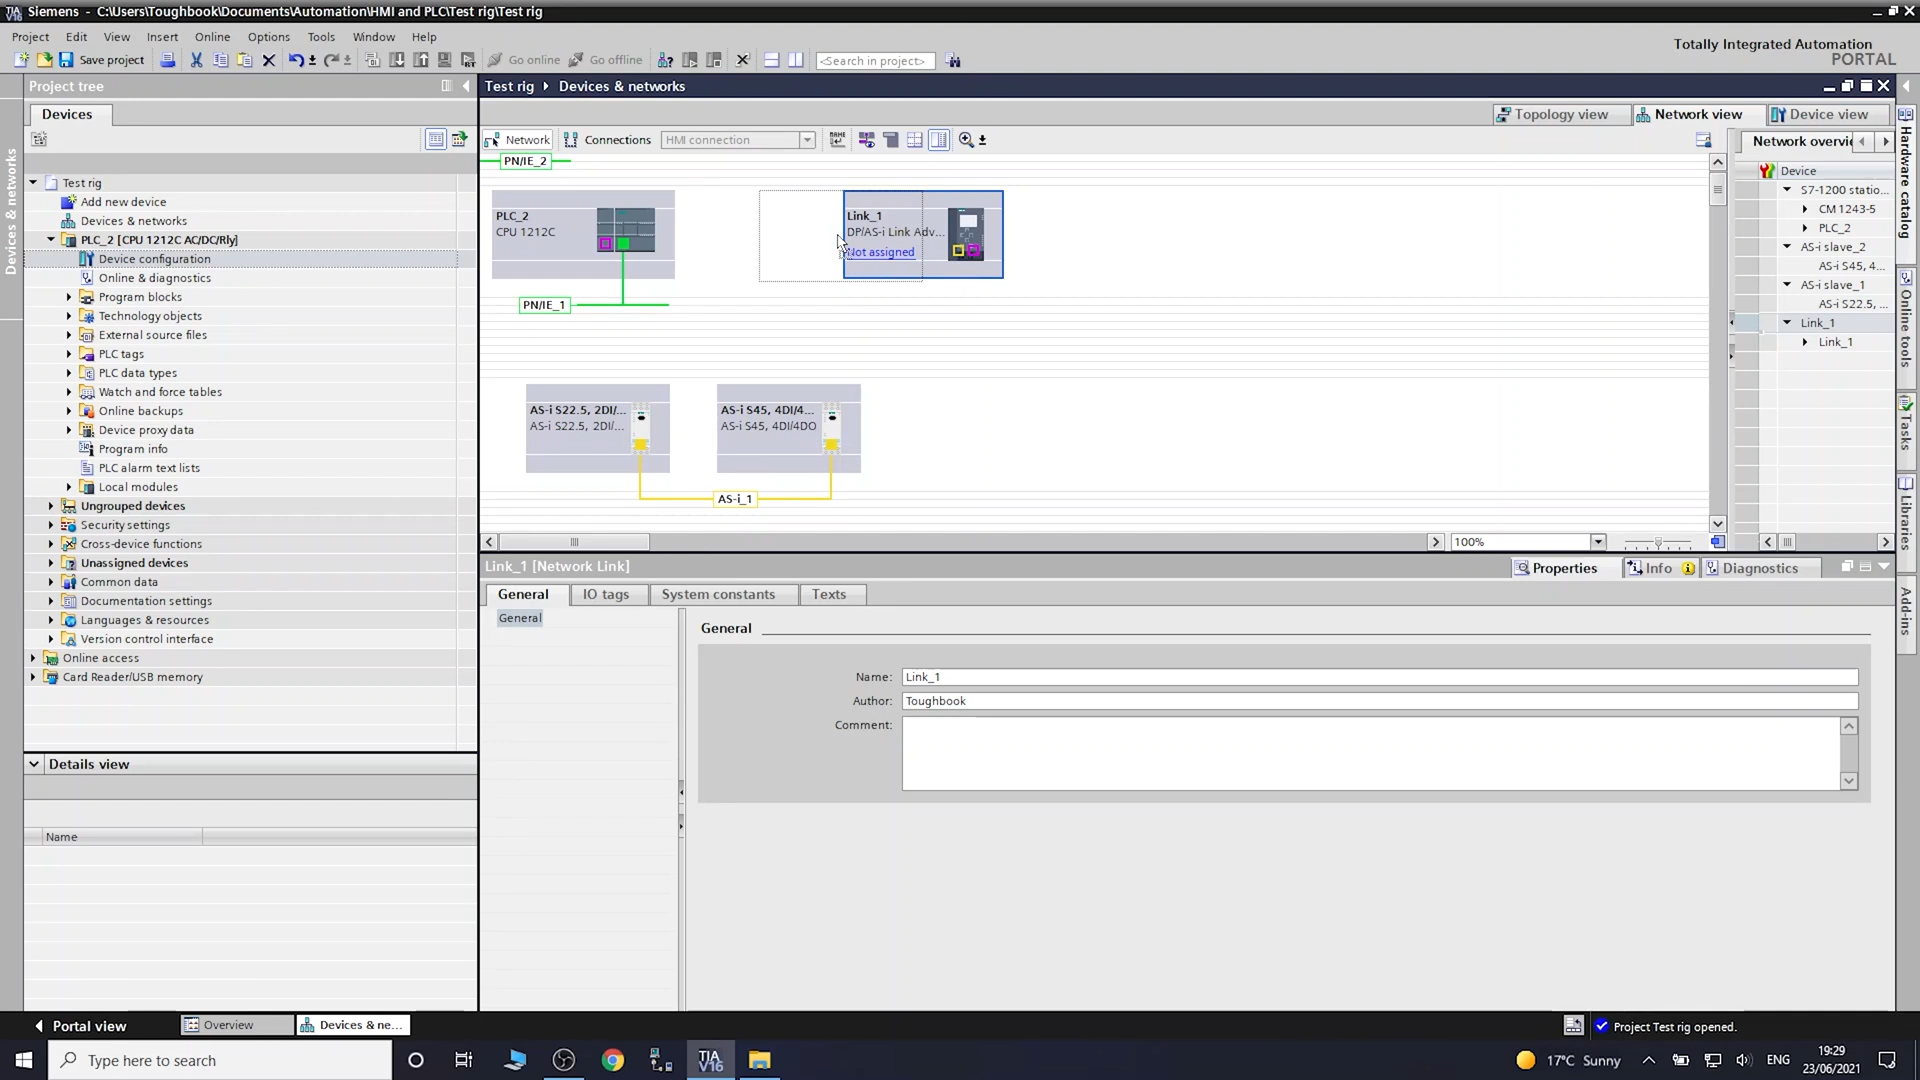 Siemens - C:\Users\Toughbook\Documents\Automation\HMI and PLC\Test rig\Test rig
Project Edit View Insert Online Options Tools Window Help
Totally Integrated Automation
PORTAL
Save project
Go online
Go offline
<Search in project>
Project tree
Devices
Devices & networks
Test rig
Add new device
Devices & networks
PLC_2 [CPU 1212C AC/DC/Rly]
Device configuration
Online & diagnostics
Program blocks
Technology objects
External source files
PLC tags
PLC data types
Watch and force tables
Online backups
Device proxy data
Program info
PLC alarm text lists
Local modules
Ungrouped devices
Security settings
Cross-device functions
Unassigned devices
Common data
Documentation settings
Languages & resources
Version control interface
Online access
Card Reader/USB memory
Details view
Name
Test rig Devices & networks
Topology view
Network view
Device view
Network
Connections
HMI connection
PN/IE_2
PLC_2
CPU 1212C
Link_1
DP/AS-i Link Adv...
Not assigned
PN/IE_1
AS-i S22.5, 2DI/...
AS-i S22.5, 2DI/...
AS-i S45, 4DI/4...
AS-i S45, 4DI/4DO
AS-i_1
100%
Network overvie
Device
S7-1200 statio...
CM 1243-5
PLC_2
AS-i slave_2
AS-i S45, 4...
AS-i slave_1
AS-i S22.5, ...
Link_1
Link_1
Hardware catalog
Online tools
Tasks
Libraries
Add-ins
Link_1 [Network Link]
Properties
Info
Diagnostics
General
IO tags
System constants
Texts
General
General
Name: Link_1
Author: Toughbook
Comment:
Portal view
Overview
Devices & ne...
Project Test rig opened.
Type here to search
TIA
V16
17°C Sunny
ENG
19:29
23/06/2021